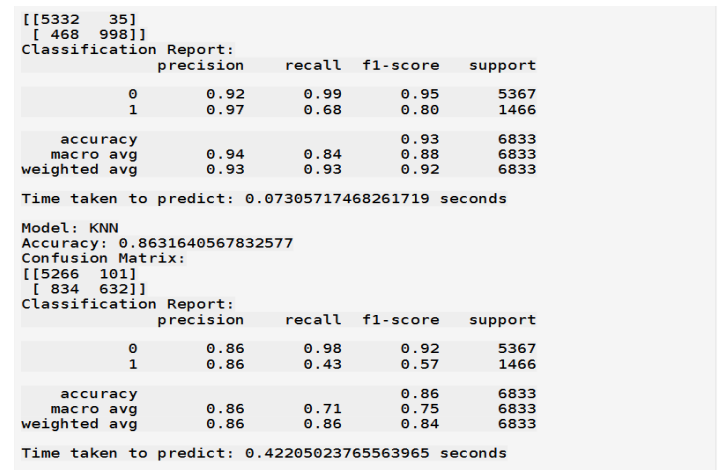 [[5332   35]
 [ 468  998]]
Classification Report:
              precision    recall  f1-score   support

           0       0.92      0.99      0.95      5367
           1       0.97      0.68      0.80      1466

    accuracy                           0.93      6833
   macro avg       0.94      0.84      0.88      6833
weighted avg       0.93      0.93      0.92      6833

Time taken to predict: 0.07305717468261719 seconds

Model: KNN
Accuracy: 0.8631640567832577
Confusion Matrix:
[[5266  101]
 [ 834  632]]
Classification Report:
              precision    recall  f1-score   support

           0       0.86      0.98      0.92      5367
           1       0.86      0.43      0.57      1466

    accuracy                           0.86      6833
   macro avg       0.86      0.71      0.75      6833
weighted avg       0.86      0.86      0.84      6833

Time taken to predict: 0.42205023765563965 seconds